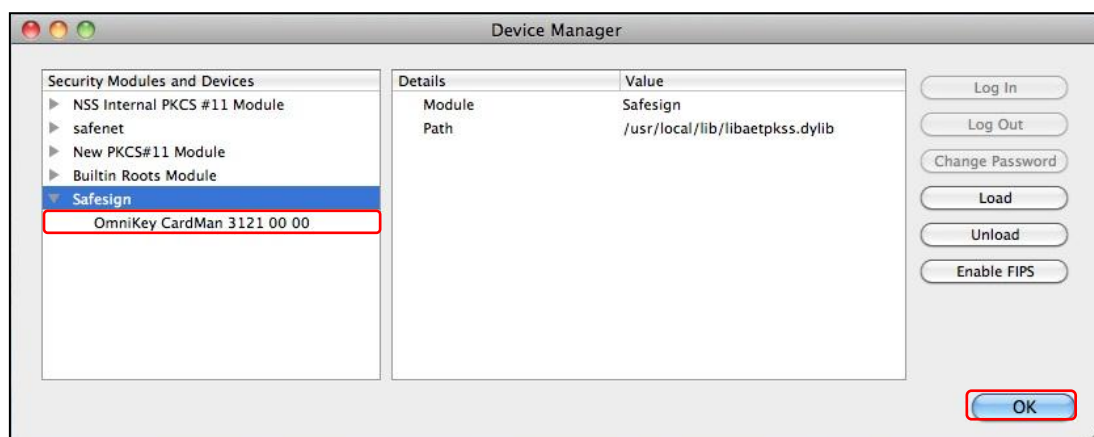 Device Manager
Security Modules and Devices
NSS Internal PKCS #11 Module
safenet
New PKCS#11 Module
Builtin Roots Module
Safesign
OmniKey CardMan 3121 00 00
Details Value
Module Safesign
Path /usr/local/lib/libaetpkss.dylib
Log In
Log Out
Change Password
Load
Unload
Enable FIPS
OK